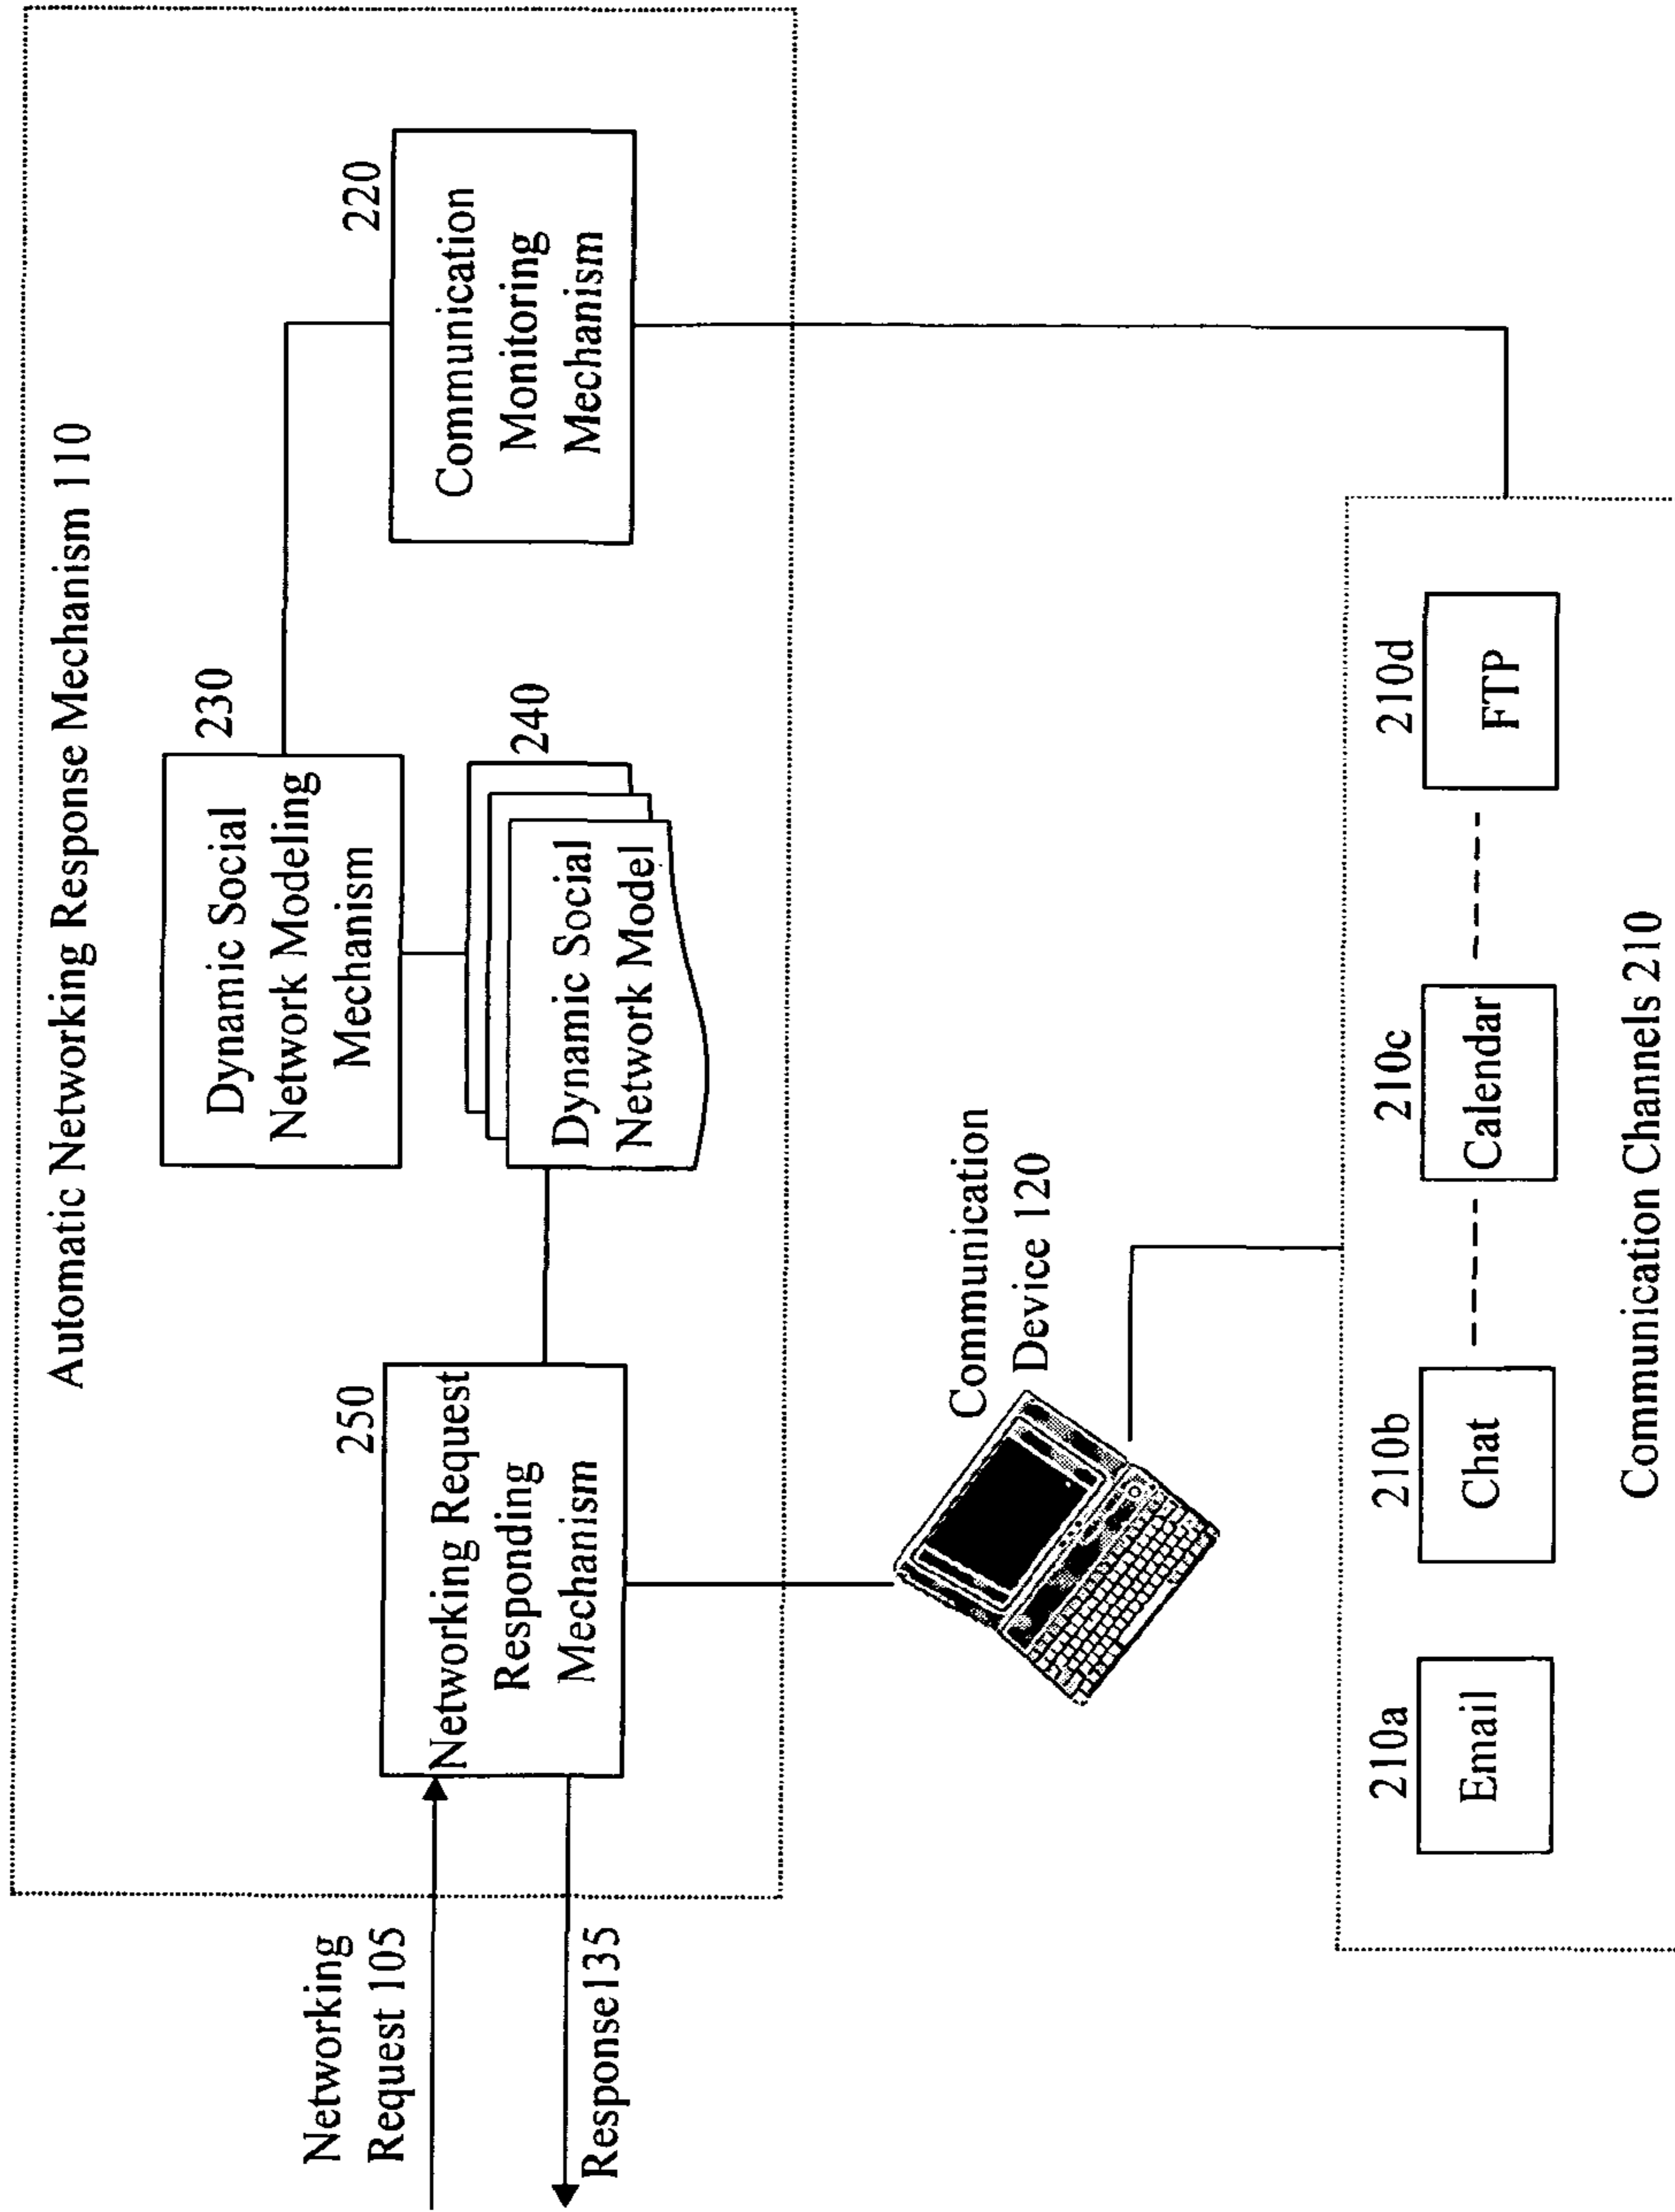 Automatic Networking Response Mechanism 110
230
Dynamic Social
Network Modeling
Mechanism
220
Communication
Monitoring
Mechanism
240
Dynamic Social
Network Model
250
Networking Request
Responding
Mechanism
Networking
Request 105
Response135
Communication
Device 120
210a
Email
210b
Chat
210c
Calendar
210d
FTP
Communication Channels 210